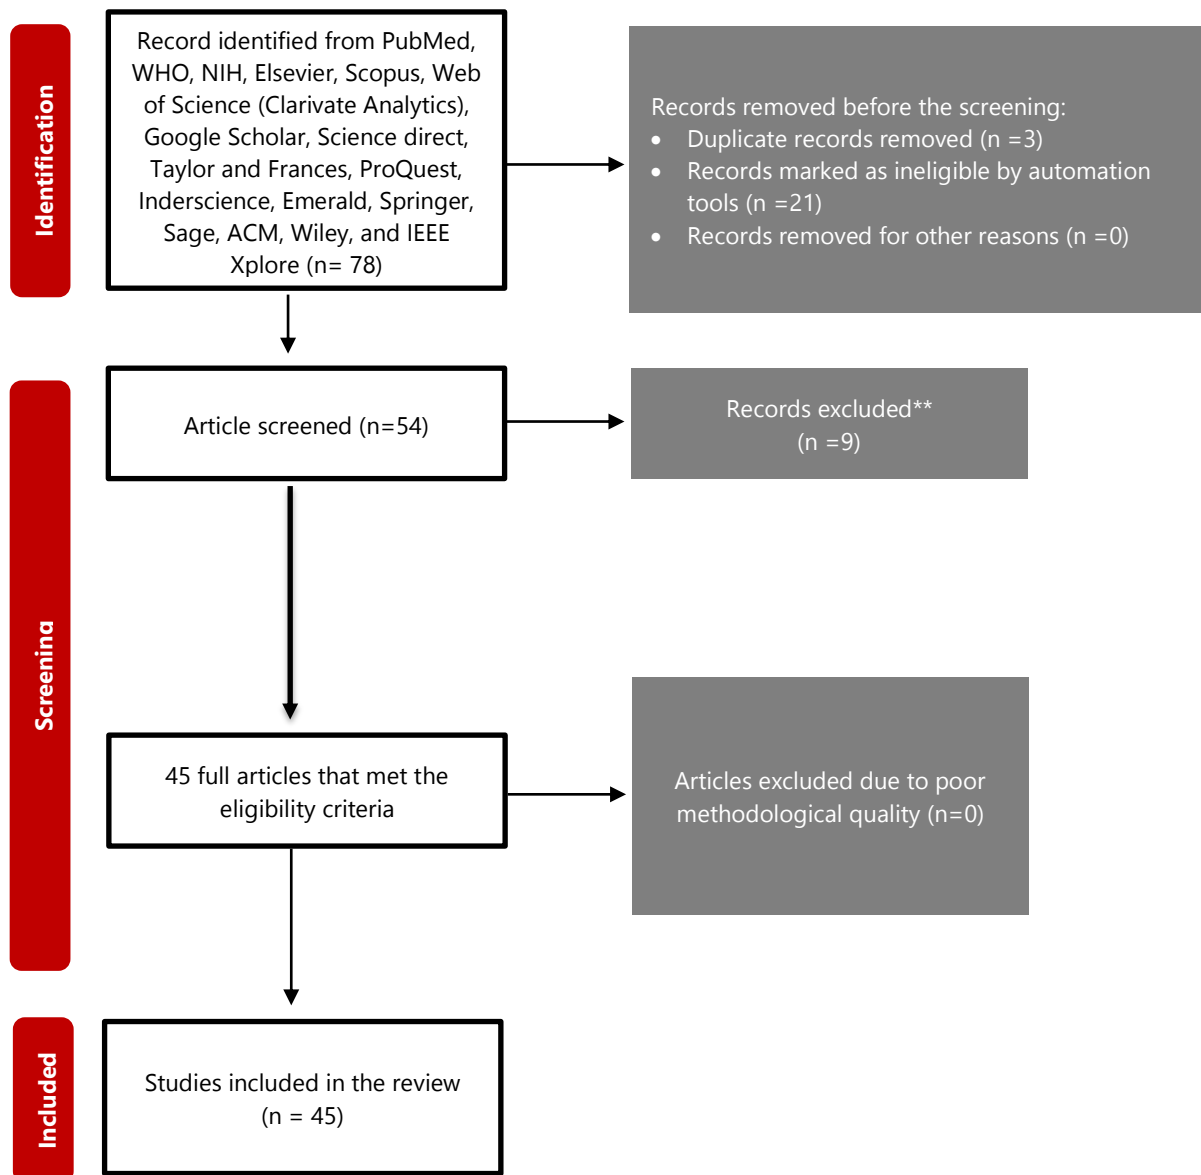 Identification
Record identified from PubMed,
WHO, NIH, Elsevier, Scopus, Web
of Science (Clarivate Analytics),
Google Scholar, Science direct,
Taylor and Frances, ProQuest,
Inderscience, Emerald, Springer,
Sage, ACM, Wiley, and IEEE
Xplore (n= 78)
Records removed before the screening:
• Duplicate records removed (n =3)
• Records marked as ineligible by automation
tools (n =21)
• Records removed for other reasons (n =0)
Screening
Article screened (n=54)
Records excluded**
(n =9)
45 full articles that met the
eligibility criteria
Articles excluded due to poor
methodological quality (n=0)
Included
Studies included in the review
(n = 45)